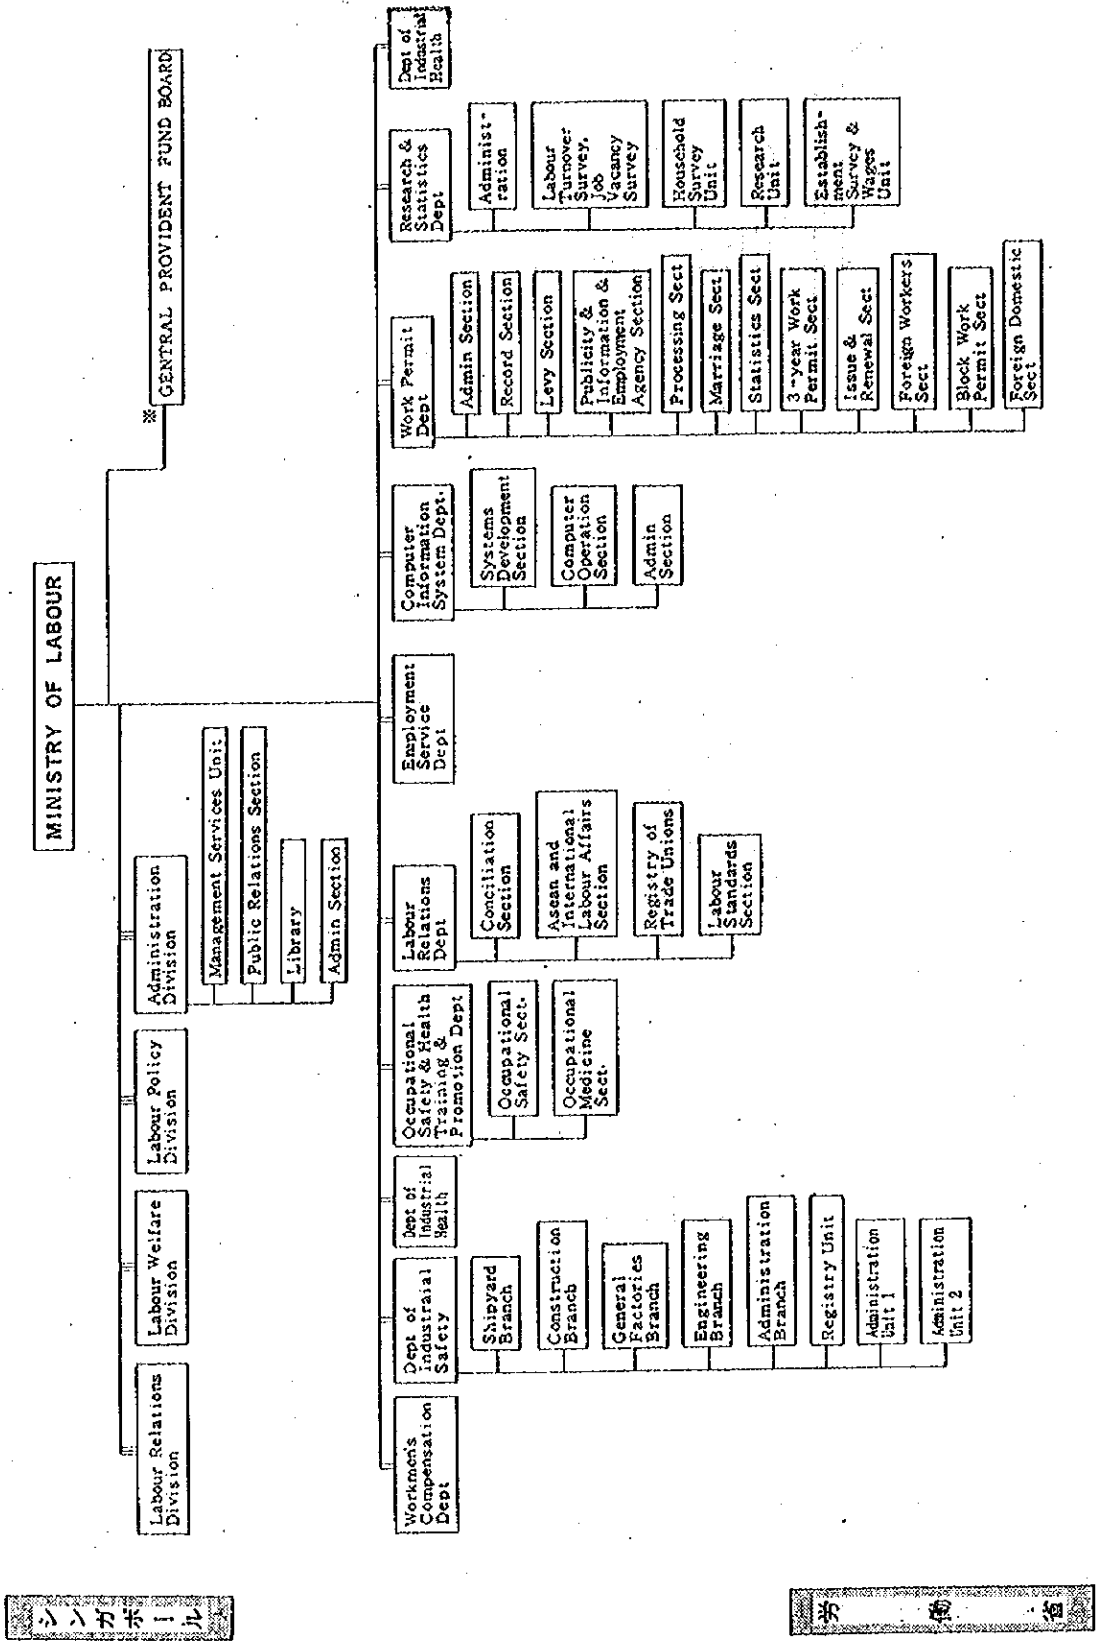 シンガポール
労働省
MINISTRY OF LABOUR
※ CENTRAL PROVIDENT FUND BOARD
Labour Relations
Division
Labour Welfare
Division
Labour Policy
Division
Administration
Division
Management Services Unit
Public Relations Section
Library
Admin Section
Workmen's
Compensation
Dept
Dept of
Industrail
Safety
Shipyard
Branch
Construction
Branch
General
Factories
Branch
Engineering
Branch
Administration
Branch
Registry Unit
Administration
Unit 1
Administration
Unit 2
Dept of
Industrial
Health
Occupational
Safety & Health
Training &
Promotion Dept
Occupational
Safety Sect.
Occupational
Medicine
Sect.
Labour
Relations
Dept
Conciliation
Section
Asean and
International
Labour Affairs
Section
Registry of
Trade Unions
Labour
Standards
Section
Employment
Service
Dept
Computer
Information
System Dept.
Systems
Development
Section
Computer
Operation
Section
Admin
Section
Work Permit
Dept
Admin Section
Record Section
Levy Section
Publicity &
Information &
Employment
Agency Section
Processing Sect
Marriage Sect
Statistics Sect
3-year Work
Permit Sect
Issue &
Renewal Sect
Foreign Workers
Sect
Block Work
Permit Sect
Foreign Domestic
Sect
Research &
Statistics
Dept
Administ-
ration
Labour
Turnover
Survey,
Job
Vacancy
Survey
Household
Survey
Unit
Research
Unit
Establish-
ment
Survey &
Wages
Unit
Dept of
Industrial
Health